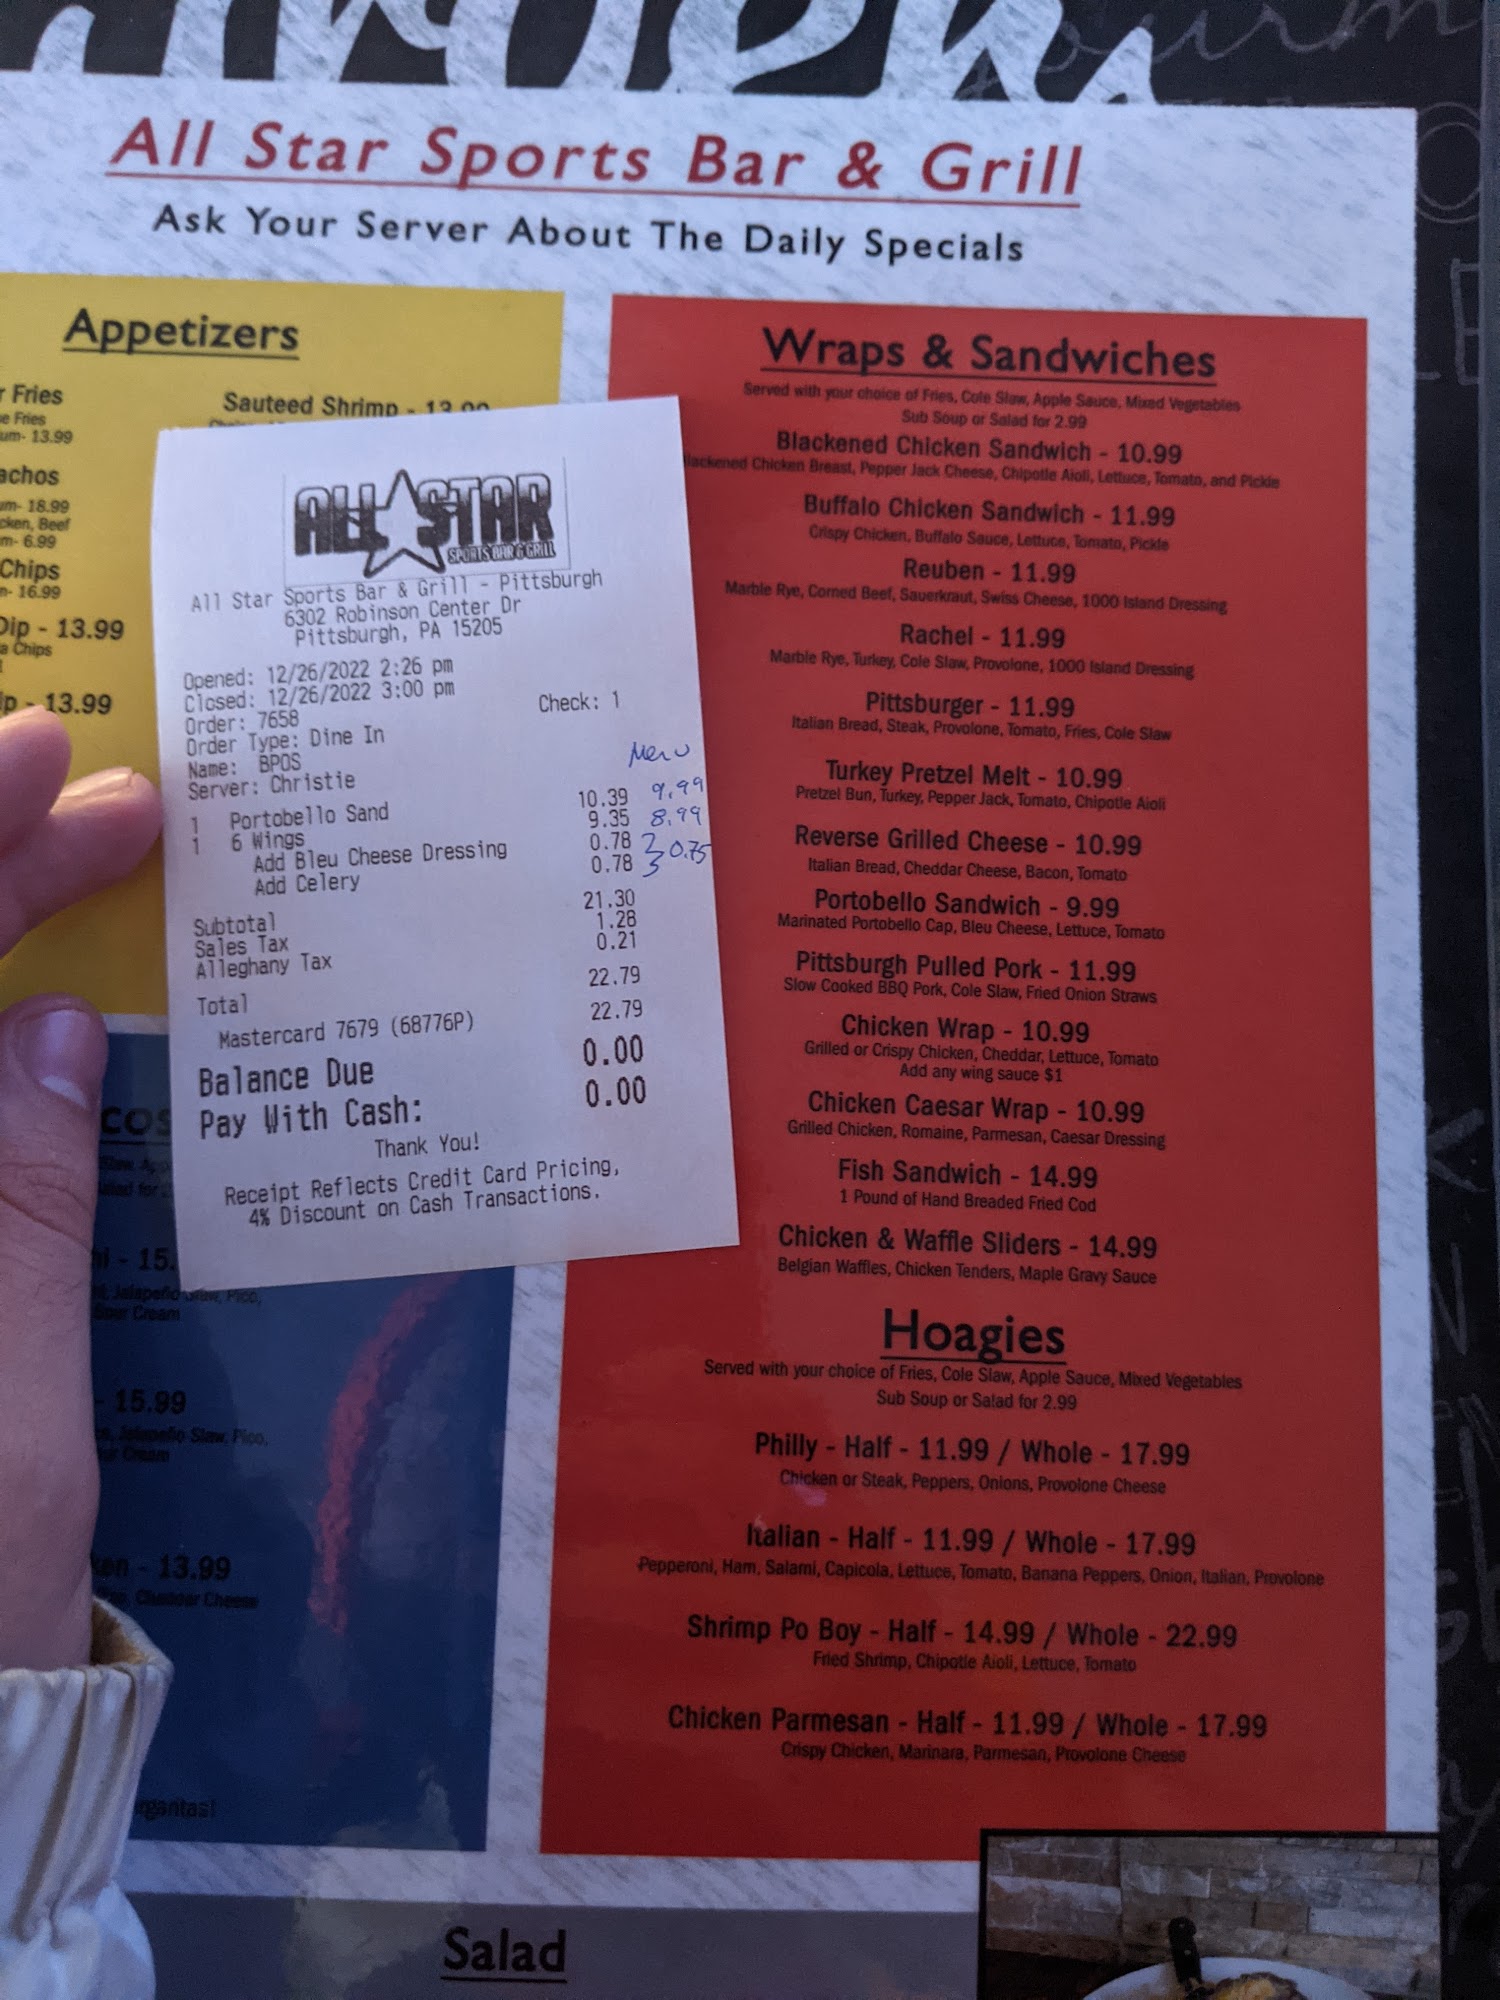 All Star Sports Bar & Grill
Ask Your Server About The Daily Specials
Appetizers
Fries
Fries
13.99
Sauteed Shrimp - 13.99
18.99
Beef
6.99
Chips
16.99
Dip - 13.99
Chips
- 13.99
ALL STAR
SPORTS BAR & GRILL
All Star Sports Bar & Grill - Pittsburgh
6302 Robinson Center Dr
Pittsburgh, PA 15205
Opened: 12/26/2022 2:26 pm
Closed: 12/26/2022 3:00 pm
Order: 7658 Check: 1
Order Type: Dine In
Name: BPOS
Server: Christie
Menu
1 Portobello Sand 10.39 9.99
1 6 Wings 9.35 8.99
Add Bleu Cheese Dressing 0.78
Add Celery 0.78
0.75
Subtotal 21.30
Sales Tax 1.28
Alleghany Tax 0.21
Total 22.79
Mastercard 7679 (68776P) 22.79
Balance Due 0.00
Pay With Cash: 0.00
Thank You!
Receipt Reflects Credit Card Pricing,
4% Discount on Cash Transactions.
- 15.
Jalapeño Slaw, Pico,
Sour Cream
- 15.99
Jalapeño Slaw, Pico,
Cream
- 13.99
Cheddar Cheese
Wraps & Sandwiches
Served with your choice of Fries, Cole Slaw, Apple Sauce, Mixed Vegetables
Sub Soup or Salad for 2.99
Blackened Chicken Sandwich - 10.99
Blackened Chicken Breast, Pepper Jack Cheese, Chipotle Aioli, Lettuce, Tomato, and Pickle
Buffalo Chicken Sandwich - 11.99
Crispy Chicken, Buffalo Sauce, Lettuce, Tomato, Pickle
Reuben - 11.99
Marble Rye, Corned Beef, Sauerkraut, Swiss Cheese, 1000 Island Dressing
Rachel - 11.99
Marble Rye, Turkey, Cole Slaw, Provolone, 1000 Island Dressing
Pittsburger - 11.99
Italian Bread, Steak, Provolone, Tomato, Fries, Cole Slaw
Turkey Pretzel Melt - 10.99
Pretzel Bun, Turkey, Pepper Jack, Tomato, Chipotle Aioli
Reverse Grilled Cheese - 10.99
Italian Bread, Cheddar Cheese, Bacon, Tomato
Portobello Sandwich - 9.99
Marinated Portobello Cap, Bleu Cheese, Lettuce, Tomato
Pittsburgh Pulled Pork - 11.99
Slow Cooked BBQ Pork, Cole Slaw, Fried Onion Straws
Chicken Wrap - 10.99
Grilled or Crispy Chicken, Cheddar, Lettuce, Tomato
Add any wing sauce $1
Chicken Caesar Wrap - 10.99
Grilled Chicken, Romaine, Parmesan, Caesar Dressing
Fish Sandwich - 14.99
1 Pound of Hand Breaded Fried Cod
Chicken & Waffle Sliders - 14.99
Belgian Waffles, Chicken Tenders, Maple Gravy Sauce
Hoagies
Served with your choice of Fries, Cole Slaw, Apple Sauce, Mixed Vegetables
Sub Soup or Salad for 2.99
Philly - Half - 11.99 / Whole - 17.99
Chicken or Steak, Peppers, Onions, Provolone Cheese
Italian - Half - 11.99 / Whole - 17.99
Pepperoni, Ham, Salami, Capicola, Lettuce, Tomato, Banana Peppers, Onion, Italian, Provolone
Shrimp Po Boy - Half - 14.99 / Whole - 22.99
Fried Shrimp, Chipotle Aioli, Lettuce, Tomato
Chicken Parmesan - Half - 11.99 / Whole - 17.99
Crispy Chicken, Marinara, Parmesan, Provolone Cheese
Salad